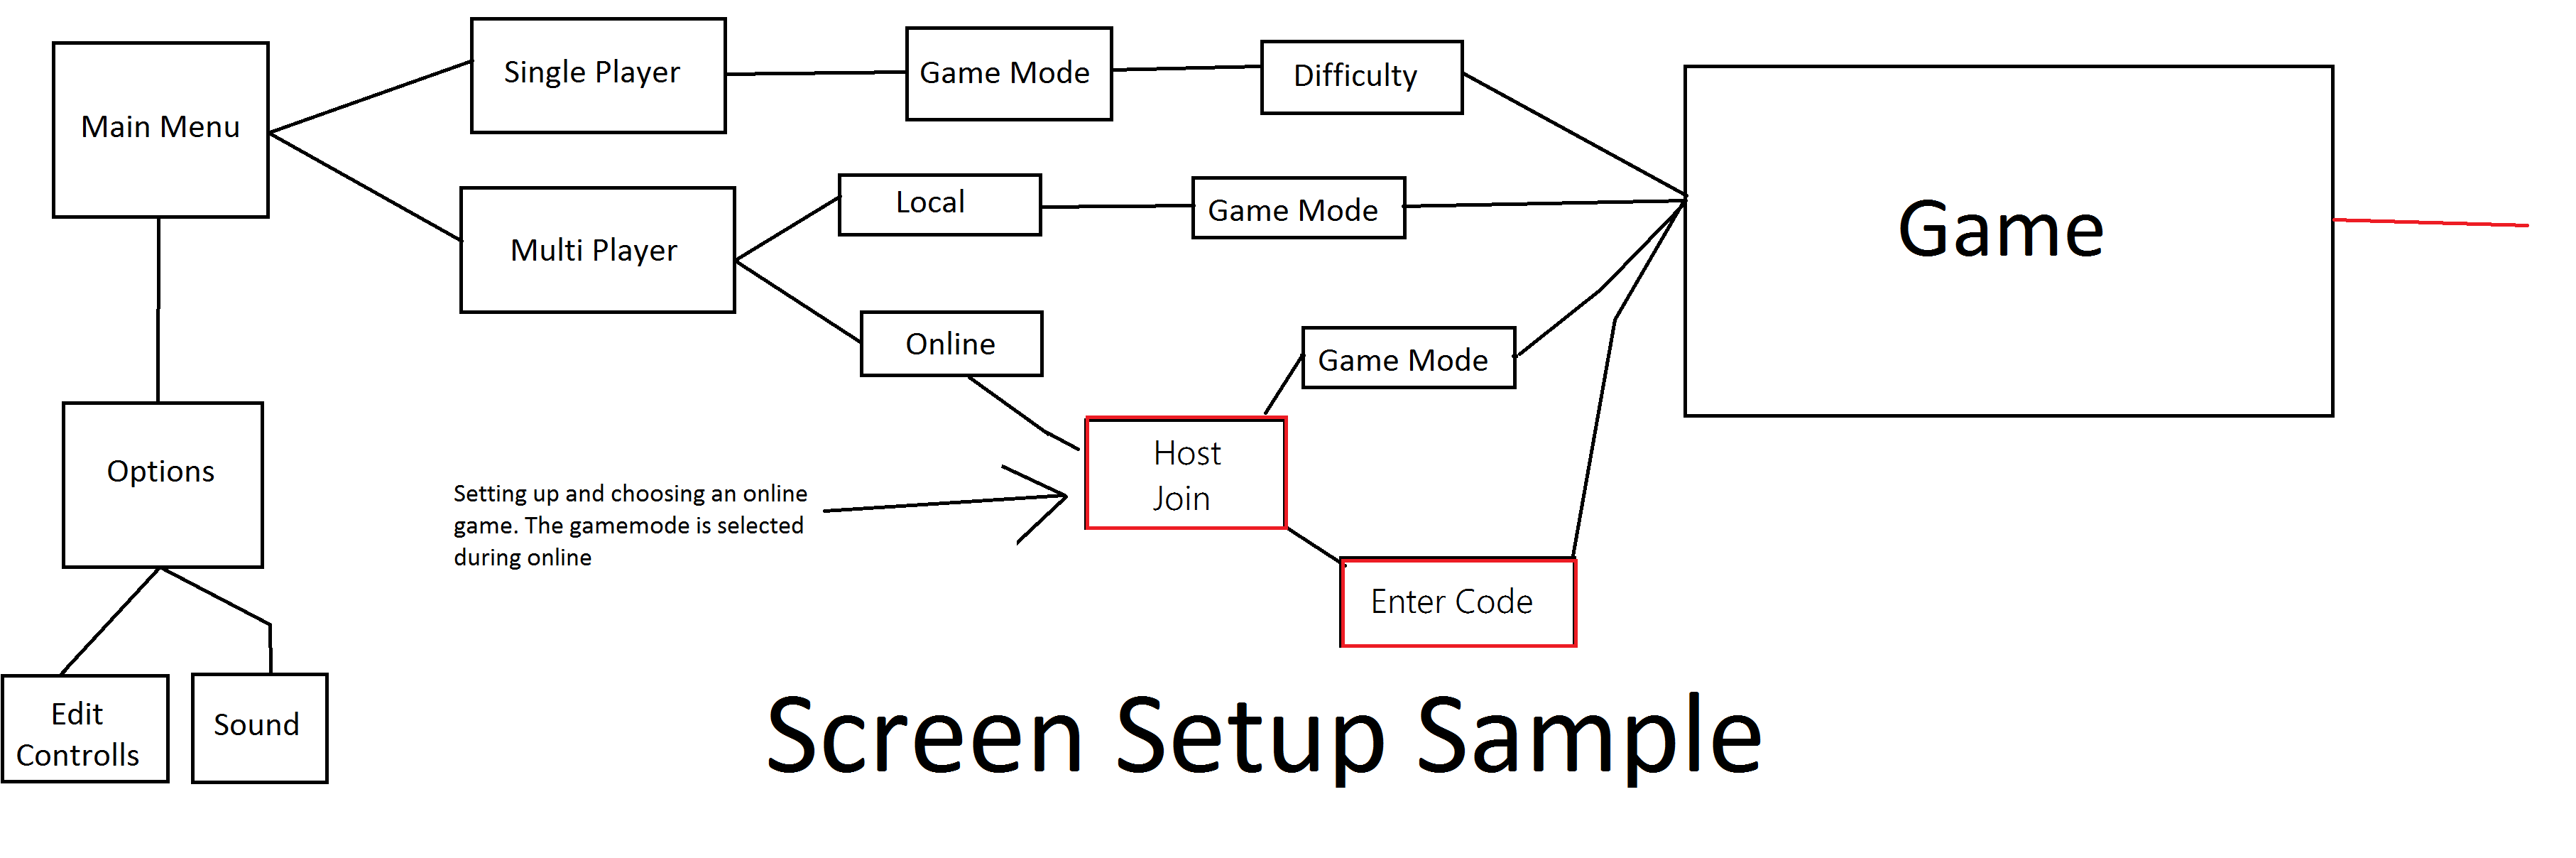 Single Player
Game Mode
Difficulty
Main Menu
Local
Game Mode
Game
Multi Player
Online
Game Mode
Host
Join
Options
Setting up and choosing an online
game. The gamemode is selected
during online
Enter Code
Edit
Controlls
Sound
Screen Setup Sample